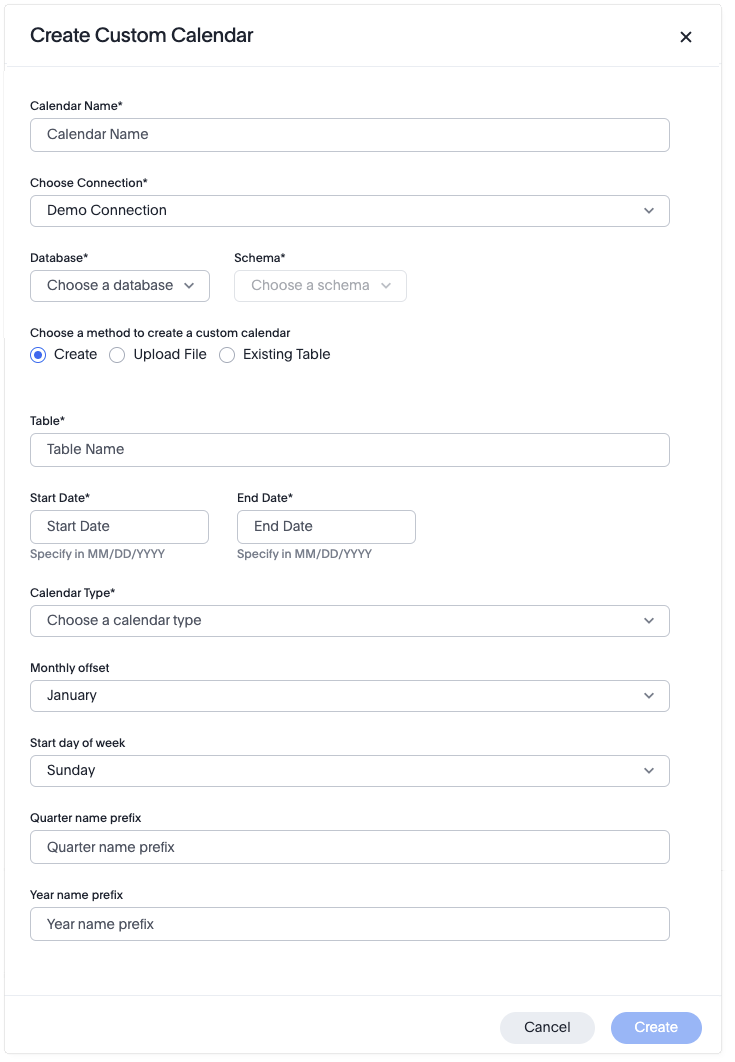 Create Custom Calendar
Calendar Name*
Calendar Name
Choose Connection*
Demo Connection
Database* Schema*
Choose a database Choose a schema
Choose a method to create a custom calendar
Create Upload File Existing Table
Table*
Table Name
Start Date* End Date*
Start Date End Date
Specify in MM/DD/YYYY Specify in MM/DD/YYYY
Calendar Type*
Choose a calendar type
Monthly offset
January
Start day of week
Sunday
Quarter name prefix
Quarter name prefix
Year name prefix
Year name prefix
Cancel Create